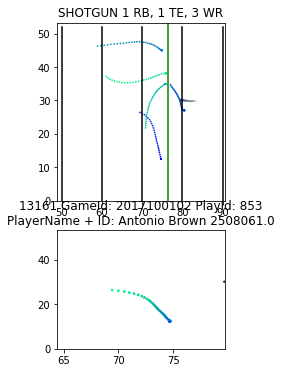 SHOTGUN 1 RB, 1 TE, 3 WR
50
40
30
20
10
0
50 60 70 80 90
13161 GameId: 2017100102 PlayId: 853
PlayerName + ID: Antonio Brown 2508061.0
40
20
0
65 70 75